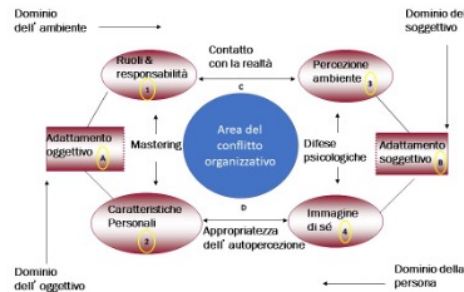 Dominio
dell' ambiente
Dominio del
soggettivo
Ruoli &
responsabilità
1
Contatto
con la realtà
C
Percezione
ambiente
3
Adattamento
oggettivo
A
Mastering
Area del
conflitto
organizzativo
Difese
psicologiche
Adattamento
soggettivo
B
Caratteristiche
Personali
2
D
Appropriatezza
dell' autopercezione
Immagine
di sé
4
Dominio
dell' oggettivo
Dominio della
persona